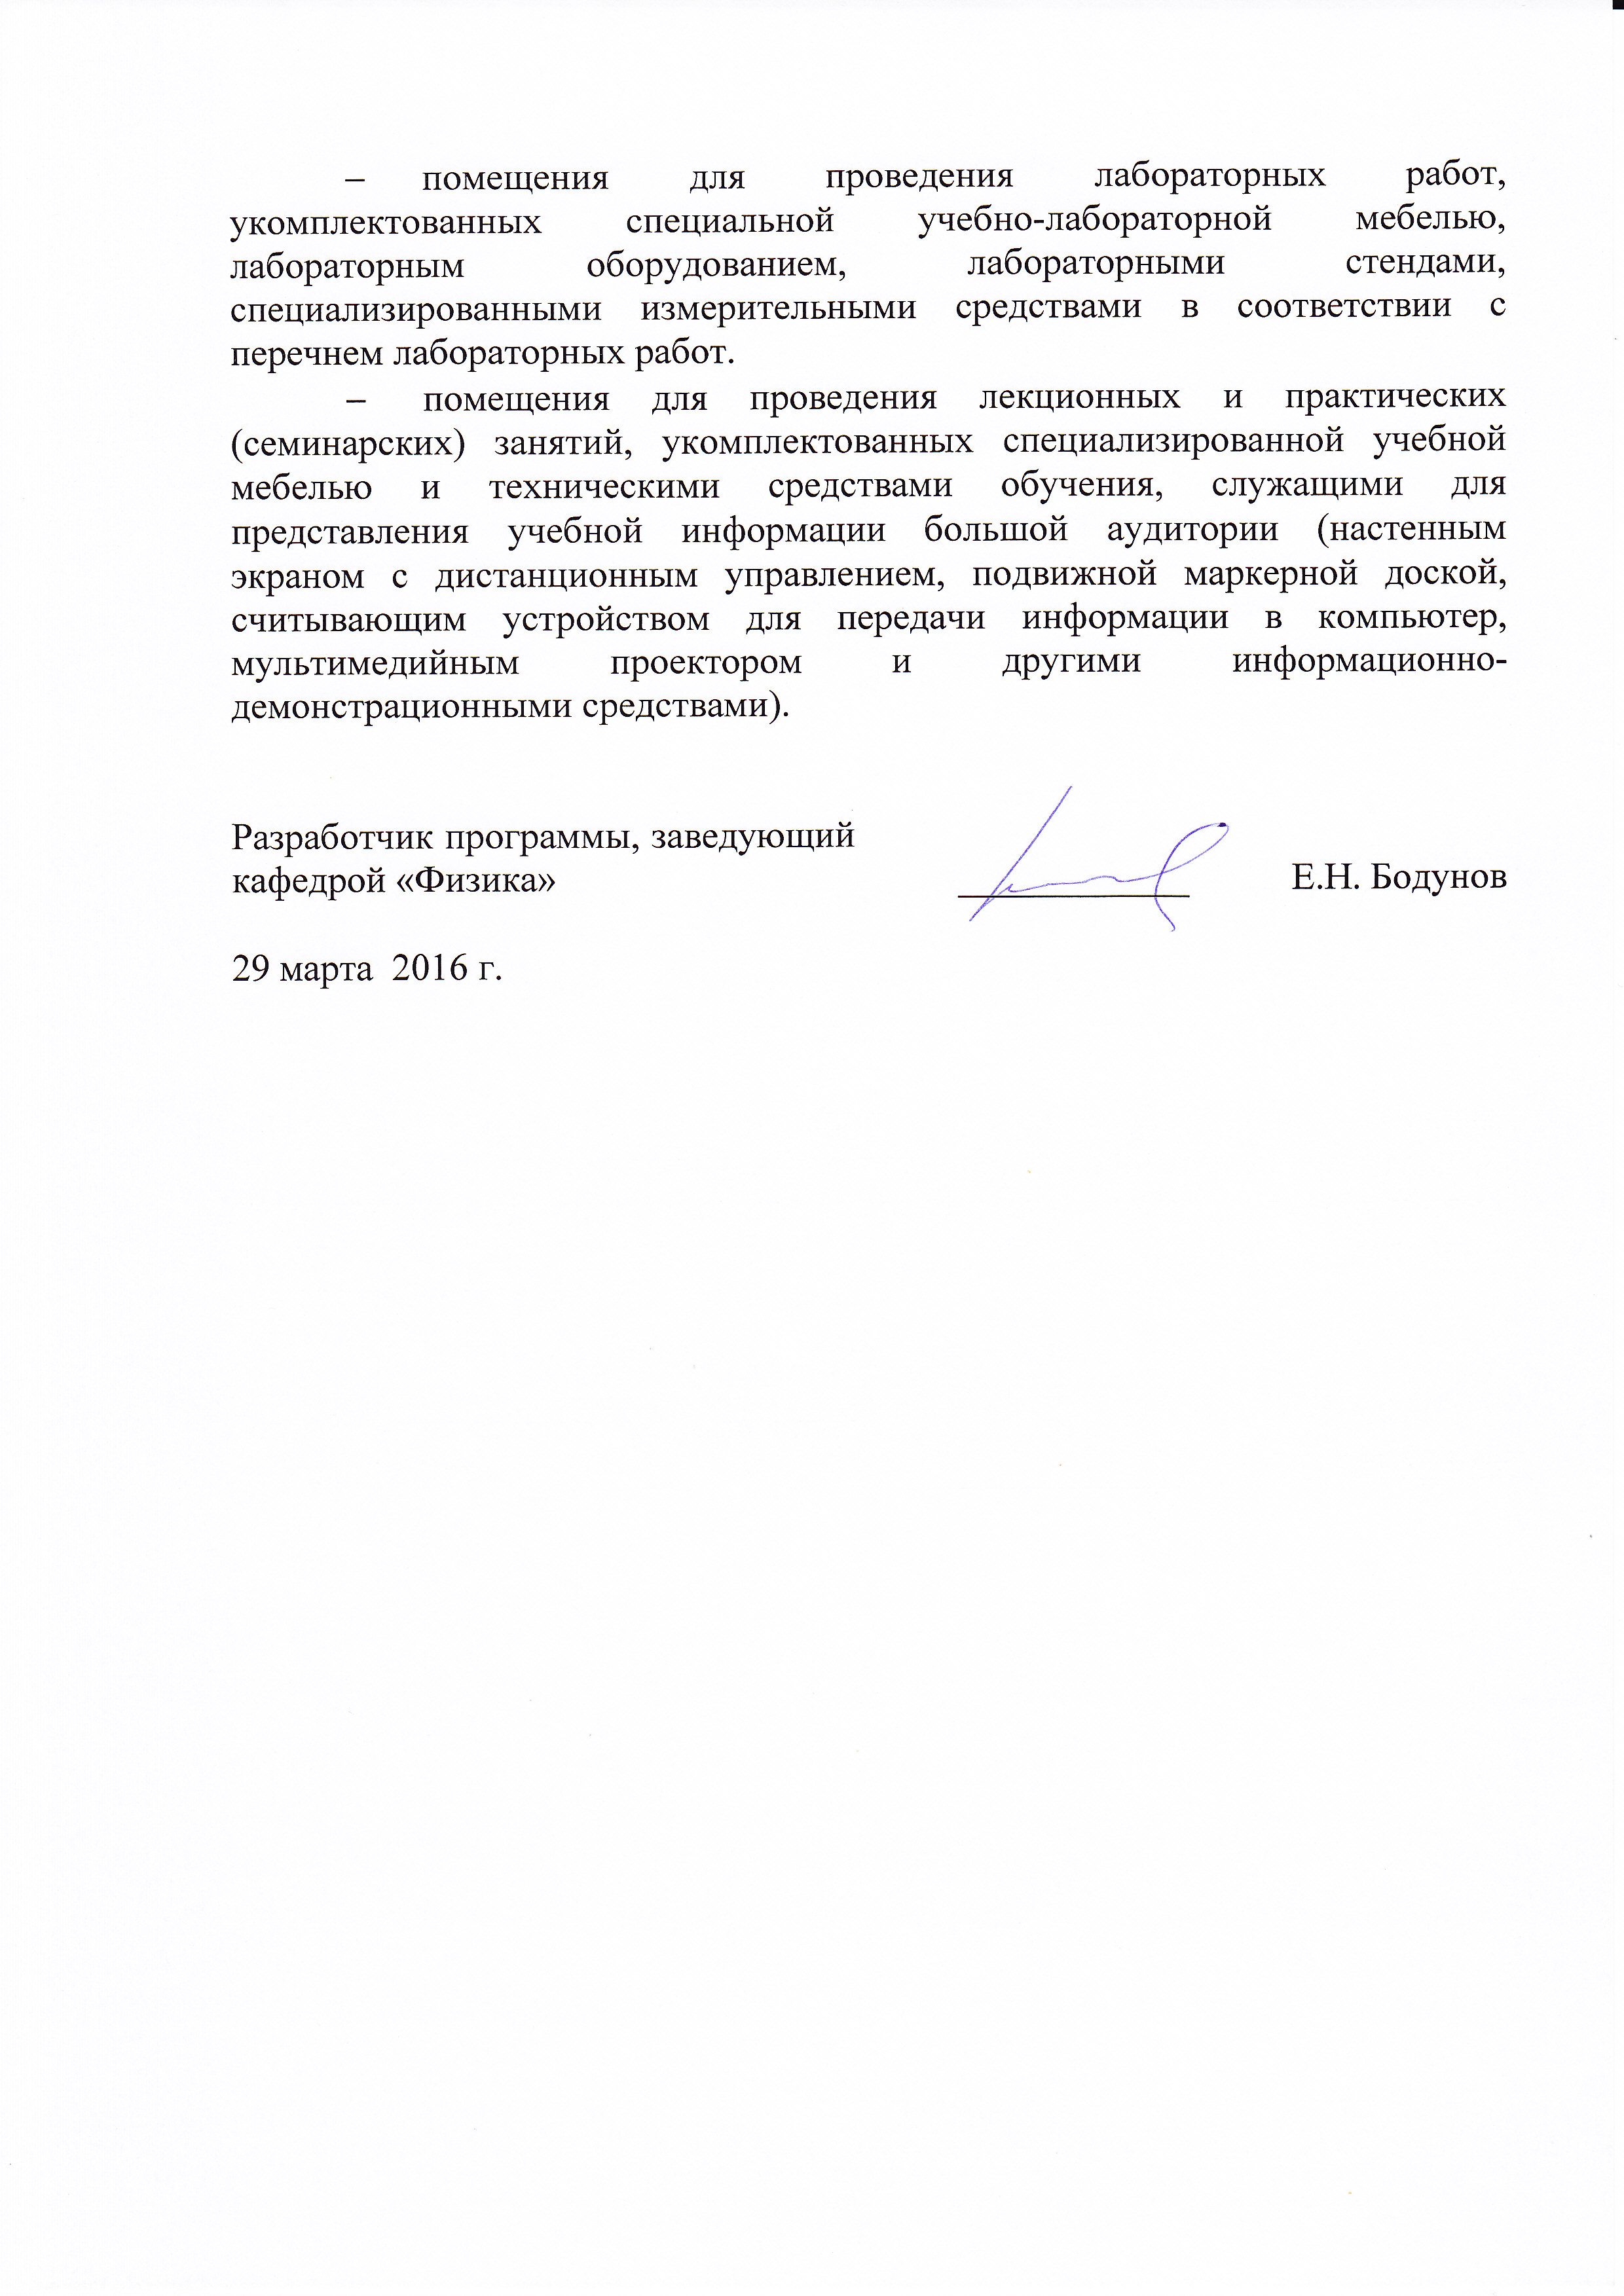 – помещения для проведения лабораторных работ,
укомплектованных специальной учебно-лабораторной мебелью,
лабораторным оборудованием, лабораторными стендами,
специализированными измерительными средствами в соответствии с
перечнем лабораторных работ.
– помещения для проведения лекционных и практических
(семинарских) занятий, укомплектованных специализированной учебной
мебелью и техническими средствами обучения, служащими для
представления учебной информации большой аудитории (настенным
экраном с дистанционным управлением, подвижной маркерной доской,
считывающим устройством для передачи информации в компьютер,
мультимедийным проектором и другими информационно-
демонстрационными средствами).
Разработчик программы, заведующий
кафедрой «Физика» Е.Н. Бодунов
29 марта 2016 г.